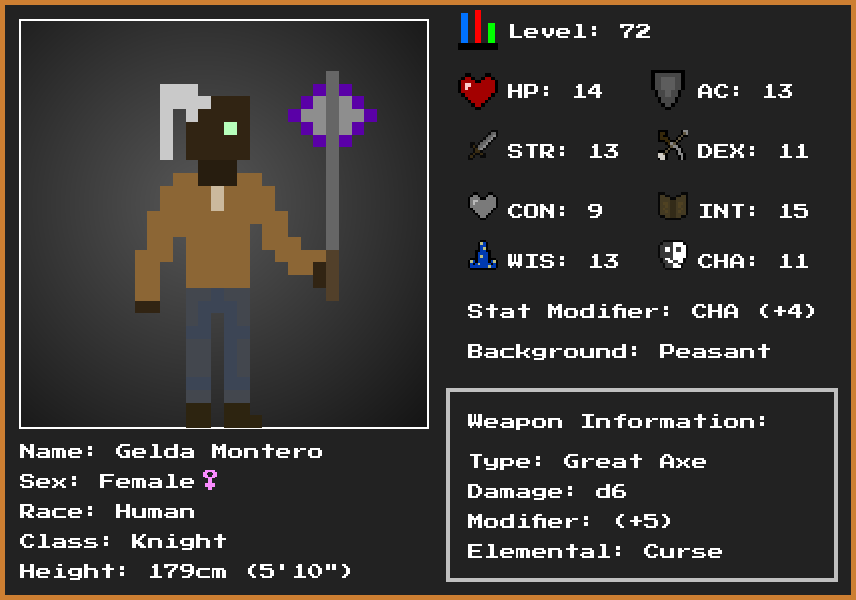 Level: 72
HP: 14
AC: 13
STR: 13
DEX: 11
CON: 9
INT: 15
WIS: 13
CHA: 11
Stat Modifier: CHA (+4)
Background: Peasant
Weapon Information:
Type: Great Axe
Damage: d6
Modifier: (+5)
Elemental: Curse
Name: Gelda Montero
Sex: Female♀
Race: Human
Class: Knight
Height: 179cm (5'10")